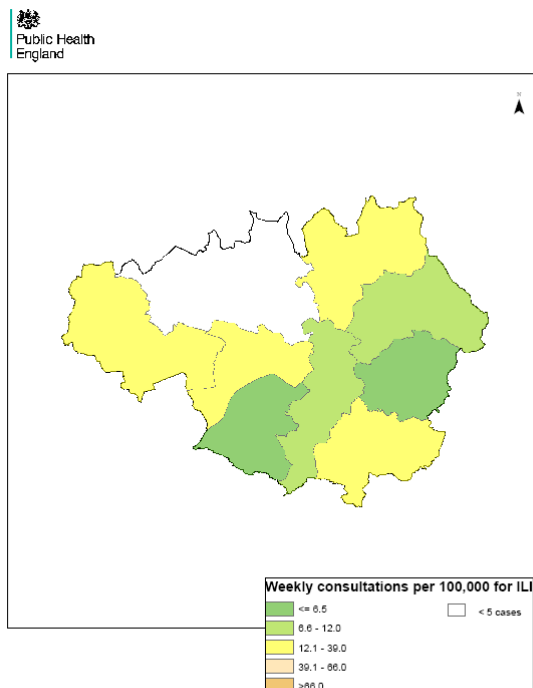 Public Health
England
Weekly consultations per 100,000 for ILI
<= 6.5
6.6 - 12.0
12.1 - 39.0
39.1 - 66.0
>66.0
< 5 cases